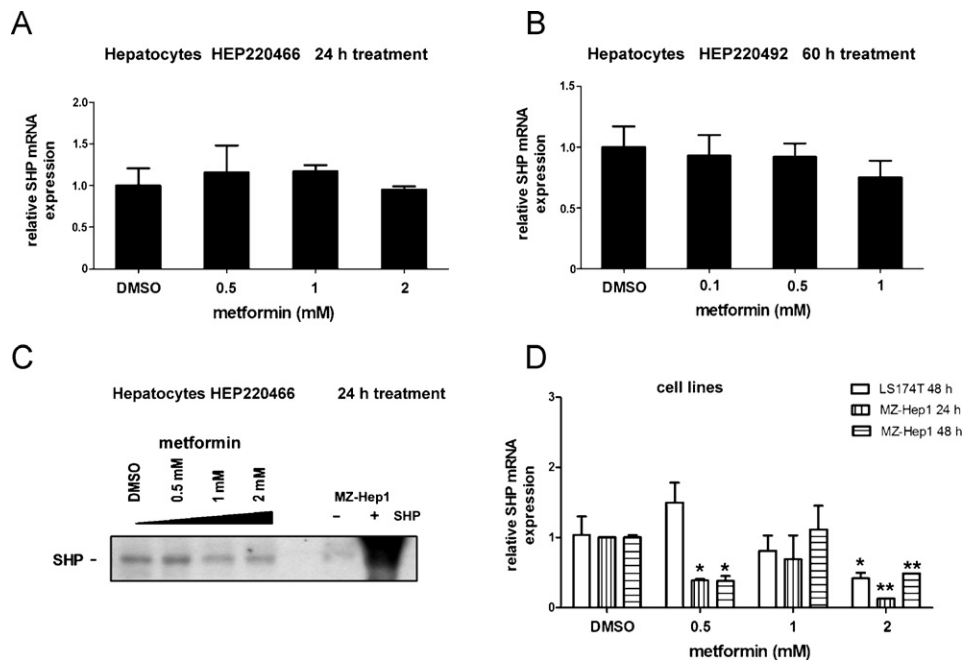 A
Hepatocytes HEP220466 24 h treatment
relative SHP mRNA
expression
2.0
1.5
1.0
0.5
0
DMSO 0.5 1 2
metformin (mM)
B
Hepatocytes HEP220492 60 h treatment
relative SHP mRNA
expression
1.5
1.0
0.5
0
DMSO 0.1 0.5 1
metformin (mM)
C
Hepatocytes HEP220466 24 h treatment
metformin
DMSO 0.5 mM 1 mM 2 mM
MZ-Hep1
– + SHP
SHP -
D
cell lines
LS174T 48 h
MZ-Hep1 24 h
MZ-Hep1 48 h
relative SHP mRNA
expression
3
2
1
0
* * * ** **
DMSO 0.5 1 2
metformin (mM)